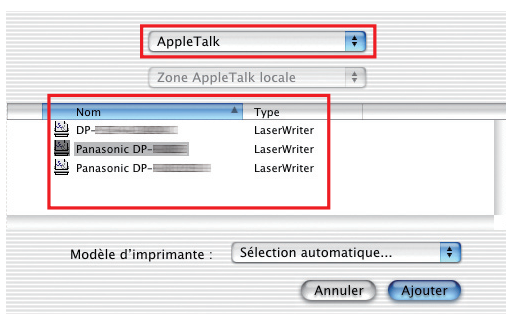 AppleTalk
Zone AppleTalk locale
Nom Type
DP- LaserWriter
Panasonic DP- LaserWriter
Panasonic DP- LaserWriter
Modèle d'imprimante : Sélection automatique...
Annuler Ajouter